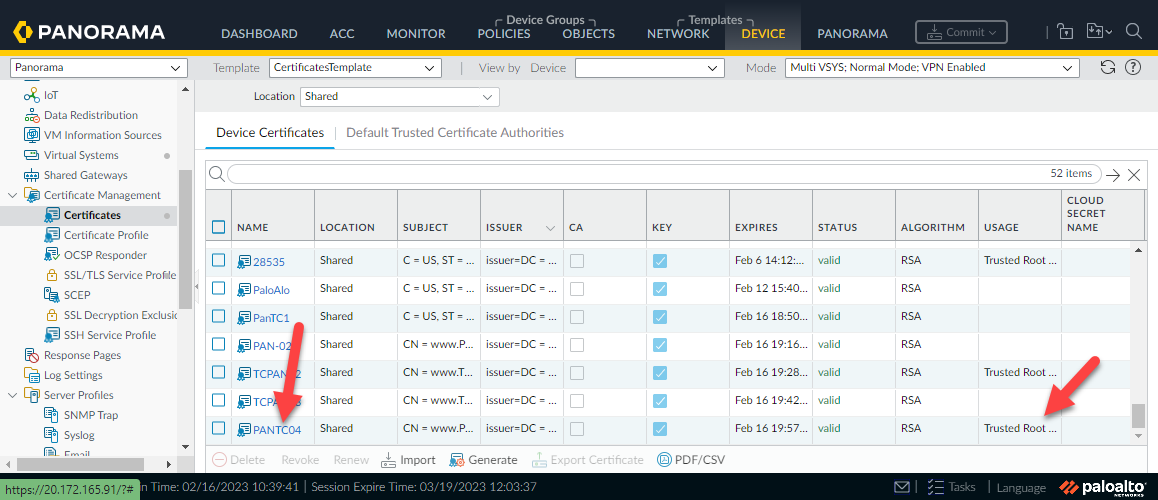 PANORAMA
DASHBOARD ACC MONITOR Device Groups POLICIES OBJECTS Templates NETWORK DEVICE PANORAMA Commit
Panorama Template CertificatesTemplate View by Device Mode Multi VSYS; Normal Mode; VPN Enabled
Location Shared
IoT
Data Redistribution
VM Information Sources
Virtual Systems
Shared Gateways
Certificate Management
Certificates
Certificate Profile
OCSP Responder
SSL/TLS Service Profile
SCEP
SSL Decryption Exclusio
SSH Service Profile
Response Pages
Log Settings
Server Profiles
SNMP Trap
Syslog
Email
Device Certificates Default Trusted Certificate Authorities
52 items
NAME LOCATION SUBJECT ISSUER CA KEY EXPIRES STATUS ALGORITHM USAGE CLOUD SECRET NAME
28535 Shared C = US, ST = ... issuer=DC = ... Feb 6 14:12:... valid RSA Trusted Root ...
PaloAlo Shared C = US, ST = ... issuer=DC = ... Feb 12 15:40... valid RSA
PanTC1 Shared C = US, ST = ... issuer=DC = ... Feb 16 18:50... valid RSA
PAN-02 Shared CN = www.P... issuer=DC = ... Feb 16 19:16... valid RSA
TCPAN 2 Shared CN = www.T... issuer=DC = ... Feb 16 19:28... valid RSA Trusted Root ...
TCPA 3 Shared CN = www.T... issuer=DC = ... Feb 16 19:42... valid RSA
PANTC04 Shared CN = www.P... issuer=DC = ... Feb 16 19:57... valid RSA Trusted Root ...
Delete Revoke Renew Import Generate Export Certificate PDF/CSV
https://20.172.165.91/?# n Time: 02/16/2023 10:39:41 | Session Expire Time: 03/19/2023 12:03:37 Tasks | Language paloalto NETWORKS